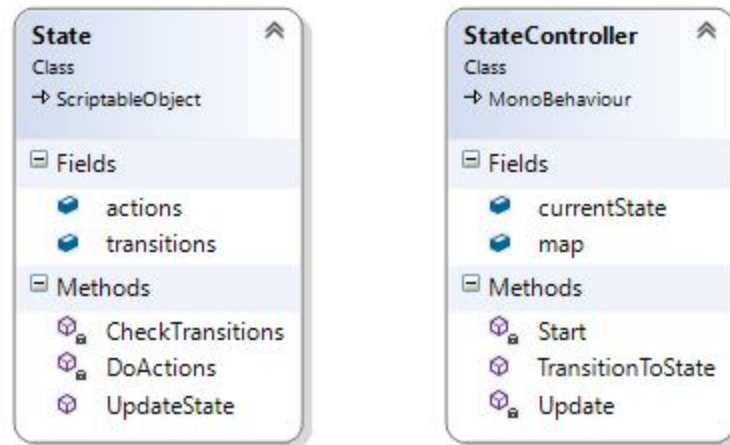 State
Class
ScriptableObject
Fields
actions
transitions
Methods
CheckTransitions
DoActions
UpdateState
StateController
Class
MonoBehaviour
Fields
currentState
map
Methods
Start
TransitionToState
Update